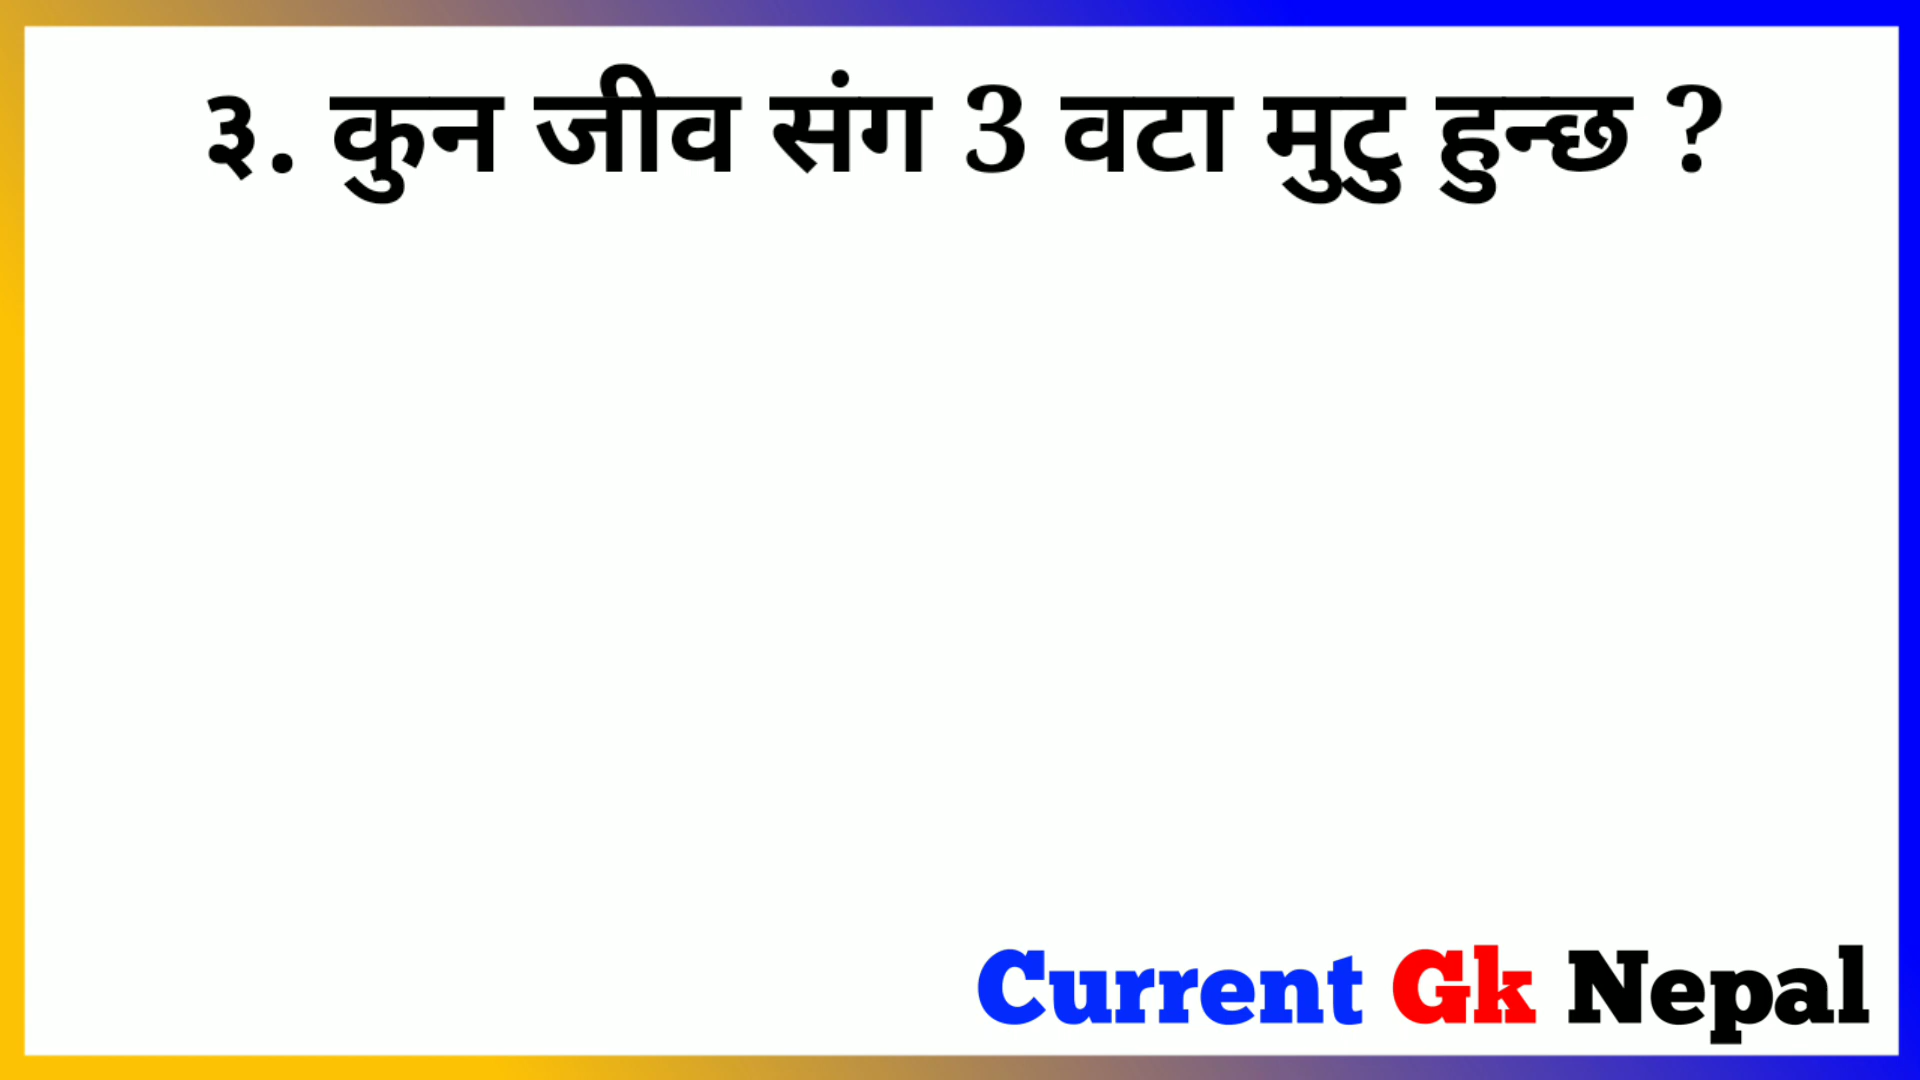 ३. कुन जीव संग 3 वटा मुटु हुन्छ ?
Current Gk Nepal